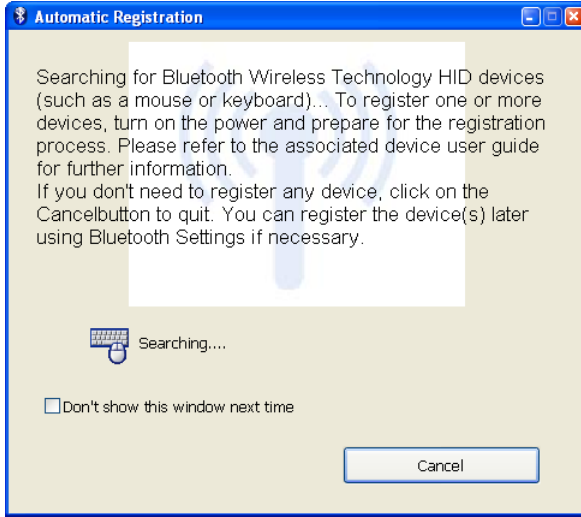 Automatic Registration
Searching for Bluetooth Wireless Technology HID devices
(such as a mouse or keyboard)... To register one or more
devices, turn on the power and prepare for the registration
process. Please refer to the associated device user guide
for further information.
If you don't need to register any device, click on the
Cancelbutton to quit. You can register the device(s) later
using Bluetooth Settings if necessary.
Searching....
Don't show this window next time
Cancel